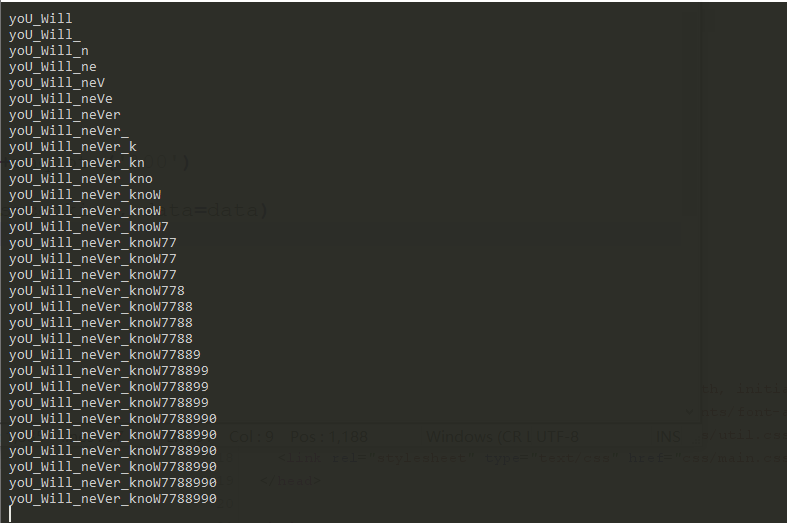 yoU_Will
yoU_Will_
yoU_Will_n
yoU_Will_ne
yoU_Will_neV
yoU_Will_neVe
yoU_Will_neVer
yoU_Will_neVer_
yoU_Will_neVer_k
yoU_Will_neVer_kn
yoU_Will_neVer_kno
yoU_Will_neVer_knoW
yoU_Will_neVer_knoW
yoU_Will_neVer_knoW7
yoU_Will_neVer_knoW77
yoU_Will_neVer_knoW77
yoU_Will_neVer_knoW77
yoU_Will_neVer_knoW778
yoU_Will_neVer_knoW7788
yoU_Will_neVer_knoW7788
yoU_Will_neVer_knoW7788
yoU_Will_neVer_knoW77889
yoU_Will_neVer_knoW778899
yoU_Will_neVer_knoW778899
yoU_Will_neVer_knoW778899
yoU_Will_neVer_knoW7788990
yoU_Will_neVer_knoW7788990
yoU_Will_neVer_knoW7788990
yoU_Will_neVer_knoW7788990
yoU_Will_neVer_knoW7788990
yoU_Will_neVer_knoW7788990